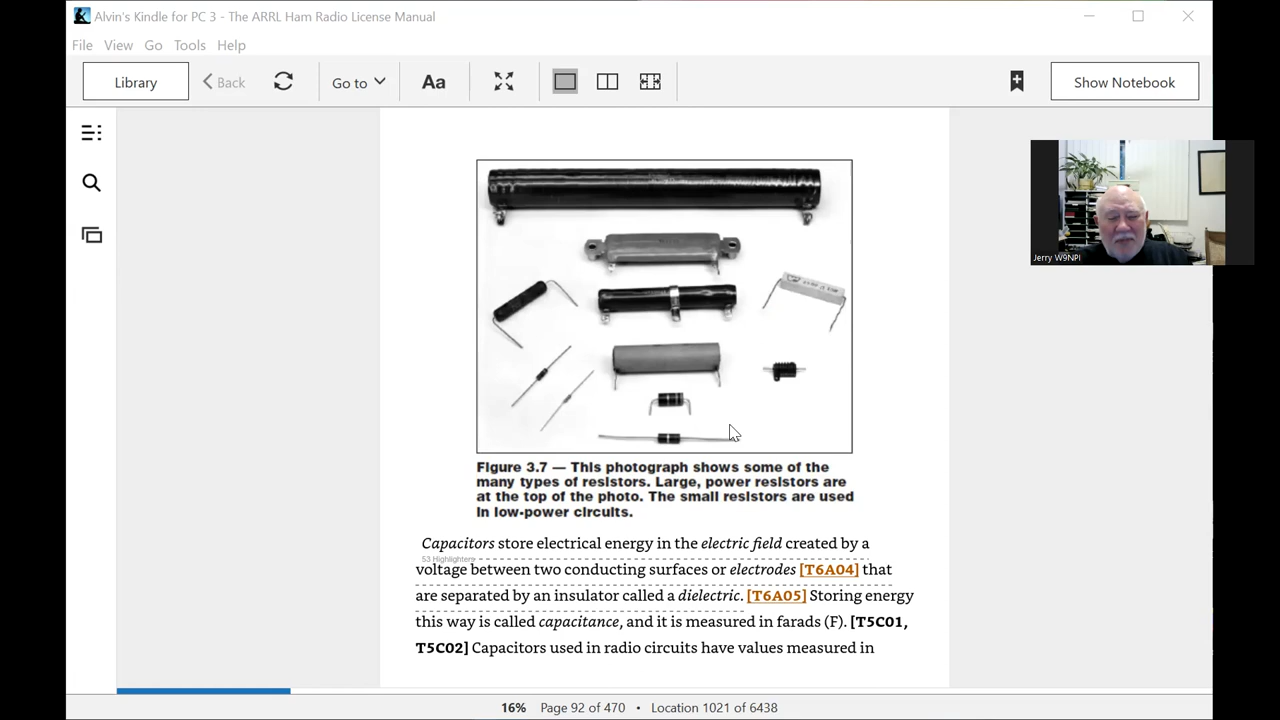 Alvin's Kindle for PC 3 - The ARRL Ham Radio License Manual
File View Go Tools Help
Library Back Go to Aa Show Notebook
Jerry W9NPI
Figure 3.7 — This photograph shows some of the
many types of resistors. Large, power resistors are
at the top of the photo. The small resistors are used
in low-power circuits.
Capacitors store electrical energy in the electric field created by a
53 Highlighters
voltage between two conducting surfaces or electrodes [T6A04] that
are separated by an insulator called a dielectric. [T6A05] Storing energy
this way is called capacitance, and it is measured in farads (F). [T5C01,
T5C02] Capacitors used in radio circuits have values measured in
16% Page 92 of 470 • Location 1021 of 6438